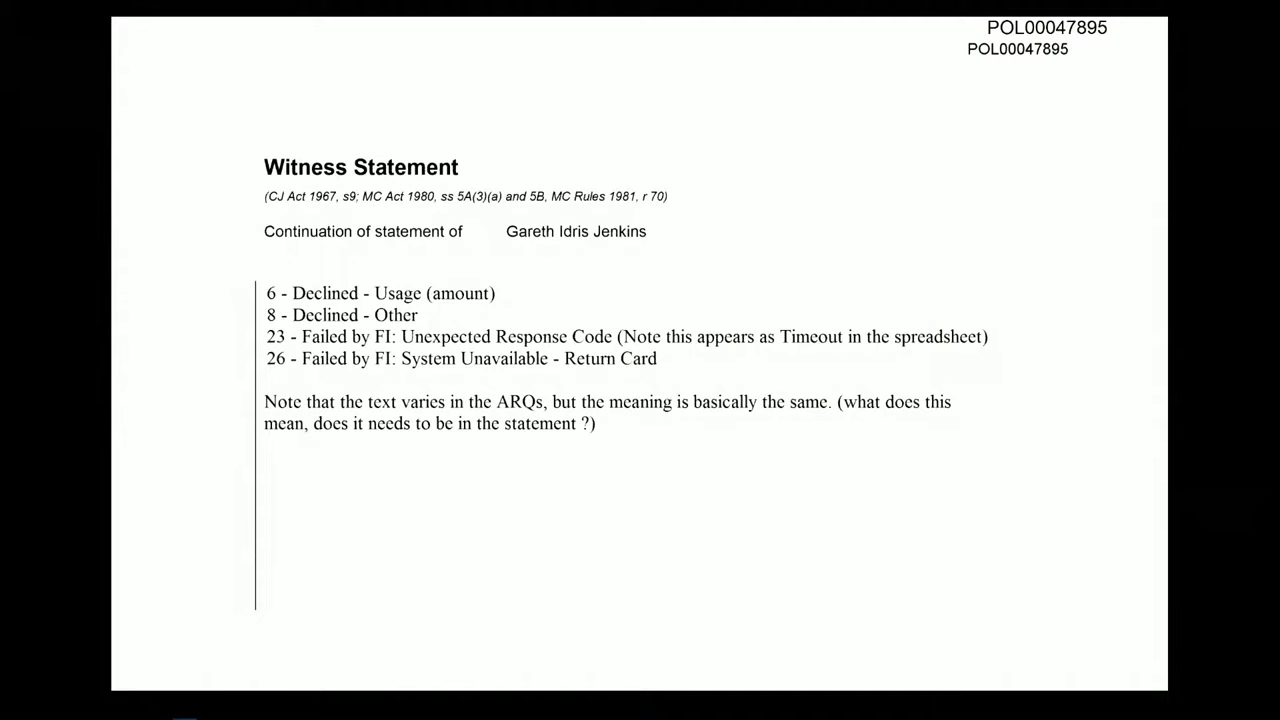 POL00047895
POL00047895
Witness Statement
(CJ Act 1967, s9; MC Act 1980, ss 5A(3)(a) and 5B, MC Rules 1981, r 70)
Continuation of statement of Gareth Idris Jenkins
6 - Declined - Usage (amount)
8 - Declined - Other
23 - Failed by FI: Unexpected Response Code (Note this appears as Timeout in the spreadsheet)
26 - Failed by FI: System Unavailable - Return Card
Note that the text varies in the ARQs, but the meaning is basically the same. (what does this
mean, does it needs to be in the statement ?)